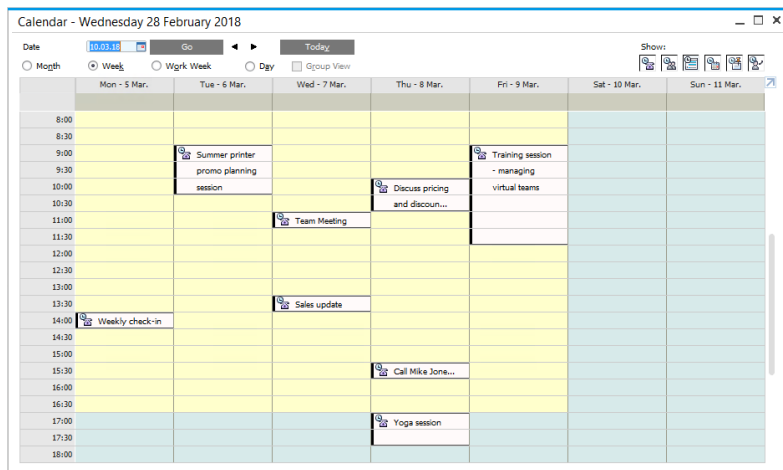 Calendar - Wednesday 28 February 2018
Date
10.03.18
Go
Today
Show:
Month
Week
Work Week
Day
Group View
Mon - 5 Mar.
Tue - 6 Mar.
Wed - 7 Mar.
Thu - 8 Mar.
Fri - 9 Mar.
Sat - 10 Mar.
Sun - 11 Mar.
8:00
8:30
9:00
Summer printer
Training session
9:30
promo planning
- managing
10:00
session
Discuss pricing
virtual teams
10:30
and discoun...
11:00
Team Meeting
11:30
12:00
12:30
13:00
13:30
Sales update
14:00
Weekly check-in
14:30
15:00
15:30
Call Mike Jone...
16:00
16:30
17:00
Yoga session
17:30
18:00